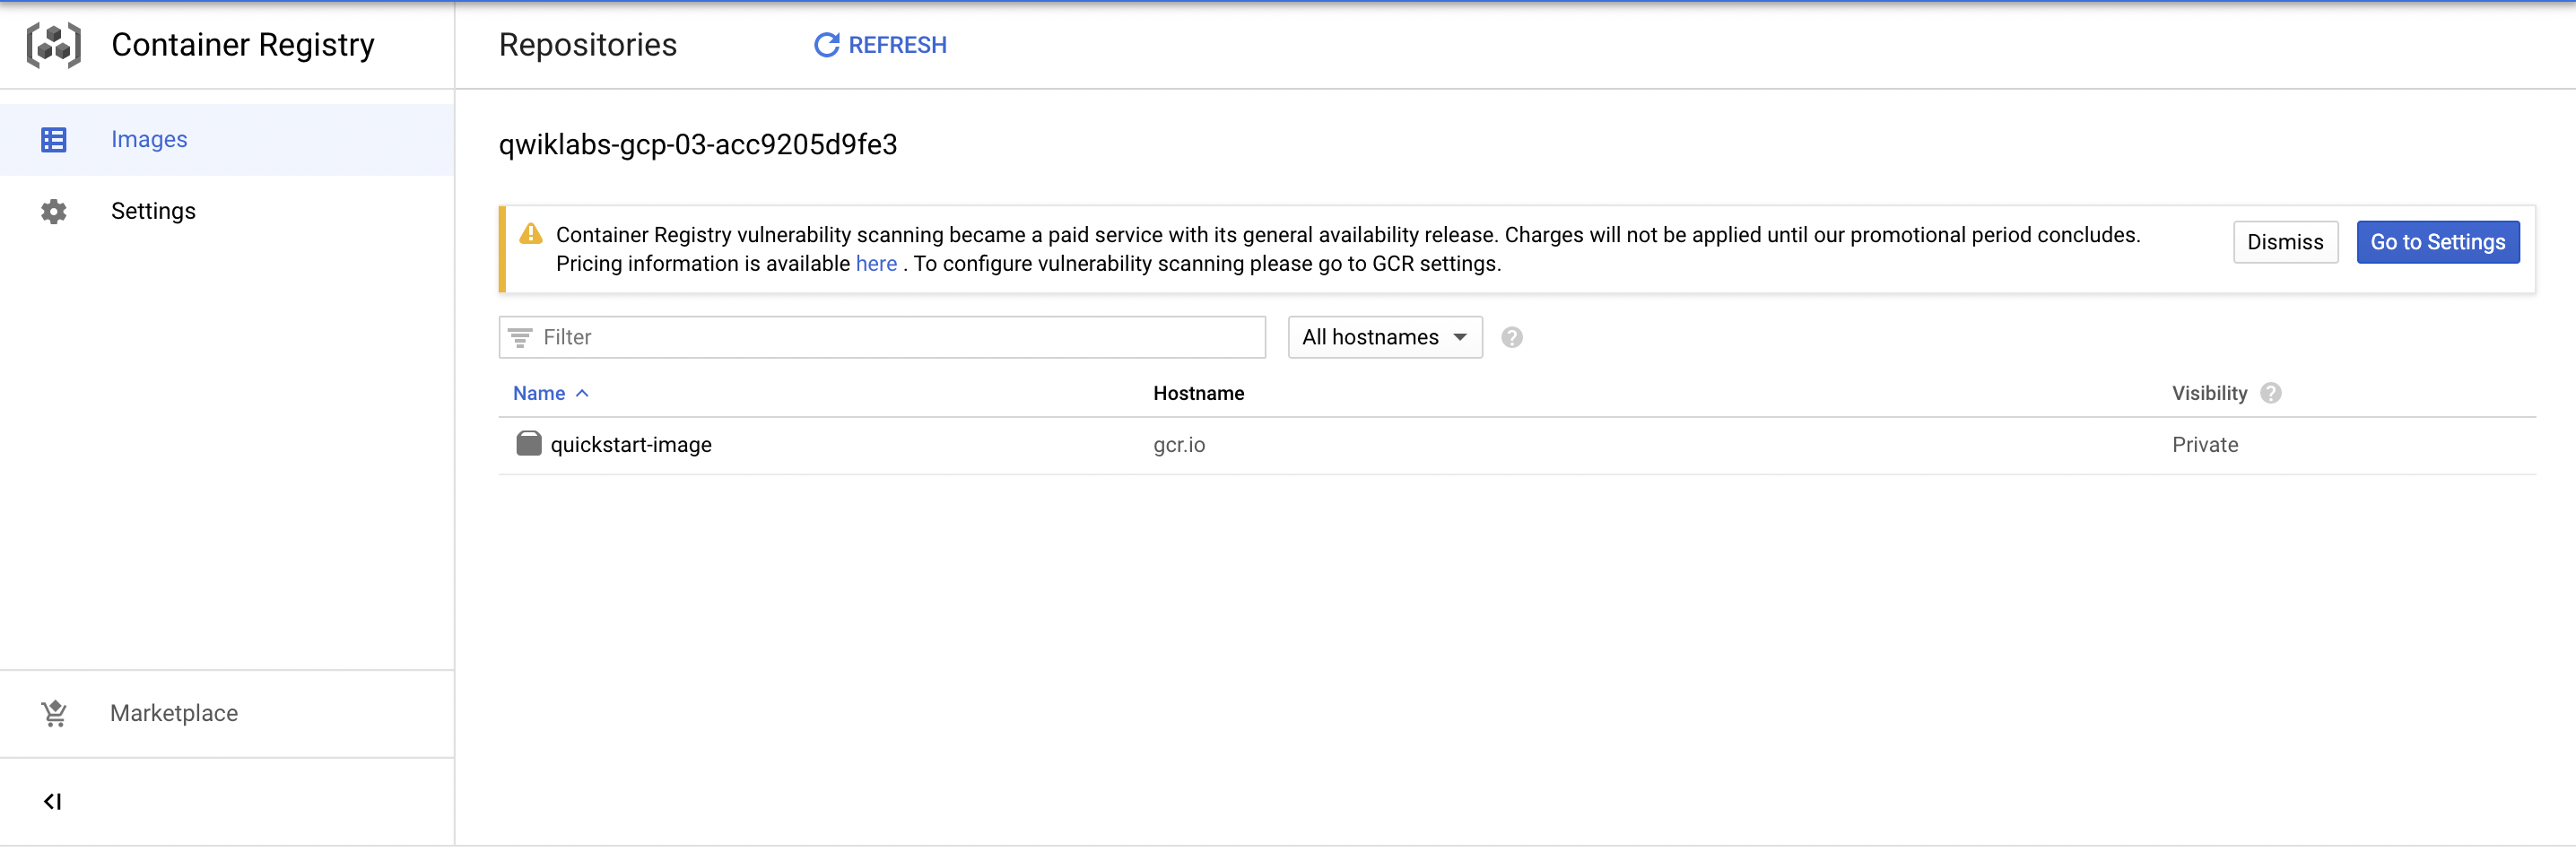 Container Registry
Repositories
REFRESH
Images
Settings
qwiklabs-gcp-03-acc9205d9fe3
Container Registry vulnerability scanning became a paid service with its general availability release. Charges will not be applied until our promotional period concludes.
Pricing information is available here . To configure vulnerability scanning please go to GCR settings.
Dismiss
Go to Settings
Filter
All hostnames
Name
Hostname
Visibility
quickstart-image
gcr.io
Private
Marketplace